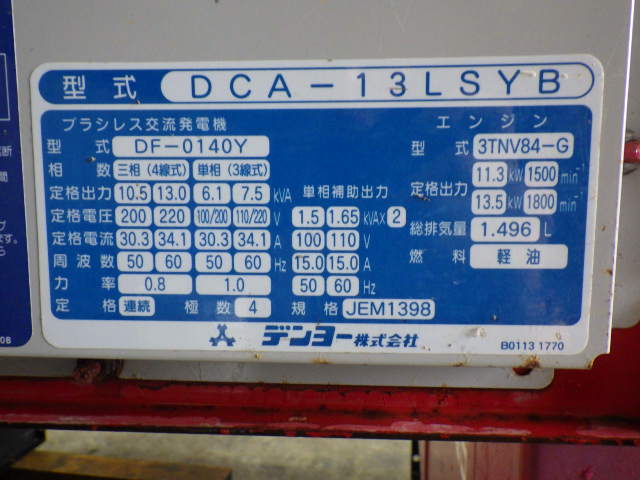 型式 DCA-13LSYB
ブラシレス交流発電機
型式 DF-0140Y
相数 三相(4線式) 単相(3線式)
定格出力 10.5 13.0 6.1 7.5 kVA
定格電圧 200 220 100/200 110/220 V
定格電流 30.3 34.1 30.3 34.1 A
周波数 50 60 50 60 Hz
力率 0.8 1.0
定格 連続 極数 4 規格 JEM1398
単相補助出力
1.5 1.65 kVA×2
100 110 V
15.0 15.0 A
50 60 Hz
エンジン
型式 3TNV84-G
定格出力 11.3 kW 1500 min⁻¹
13.5 kW 1800 min⁻¹
総排気量 1.496 L
燃料 軽油
デンヨー株式会社
B0113 1770